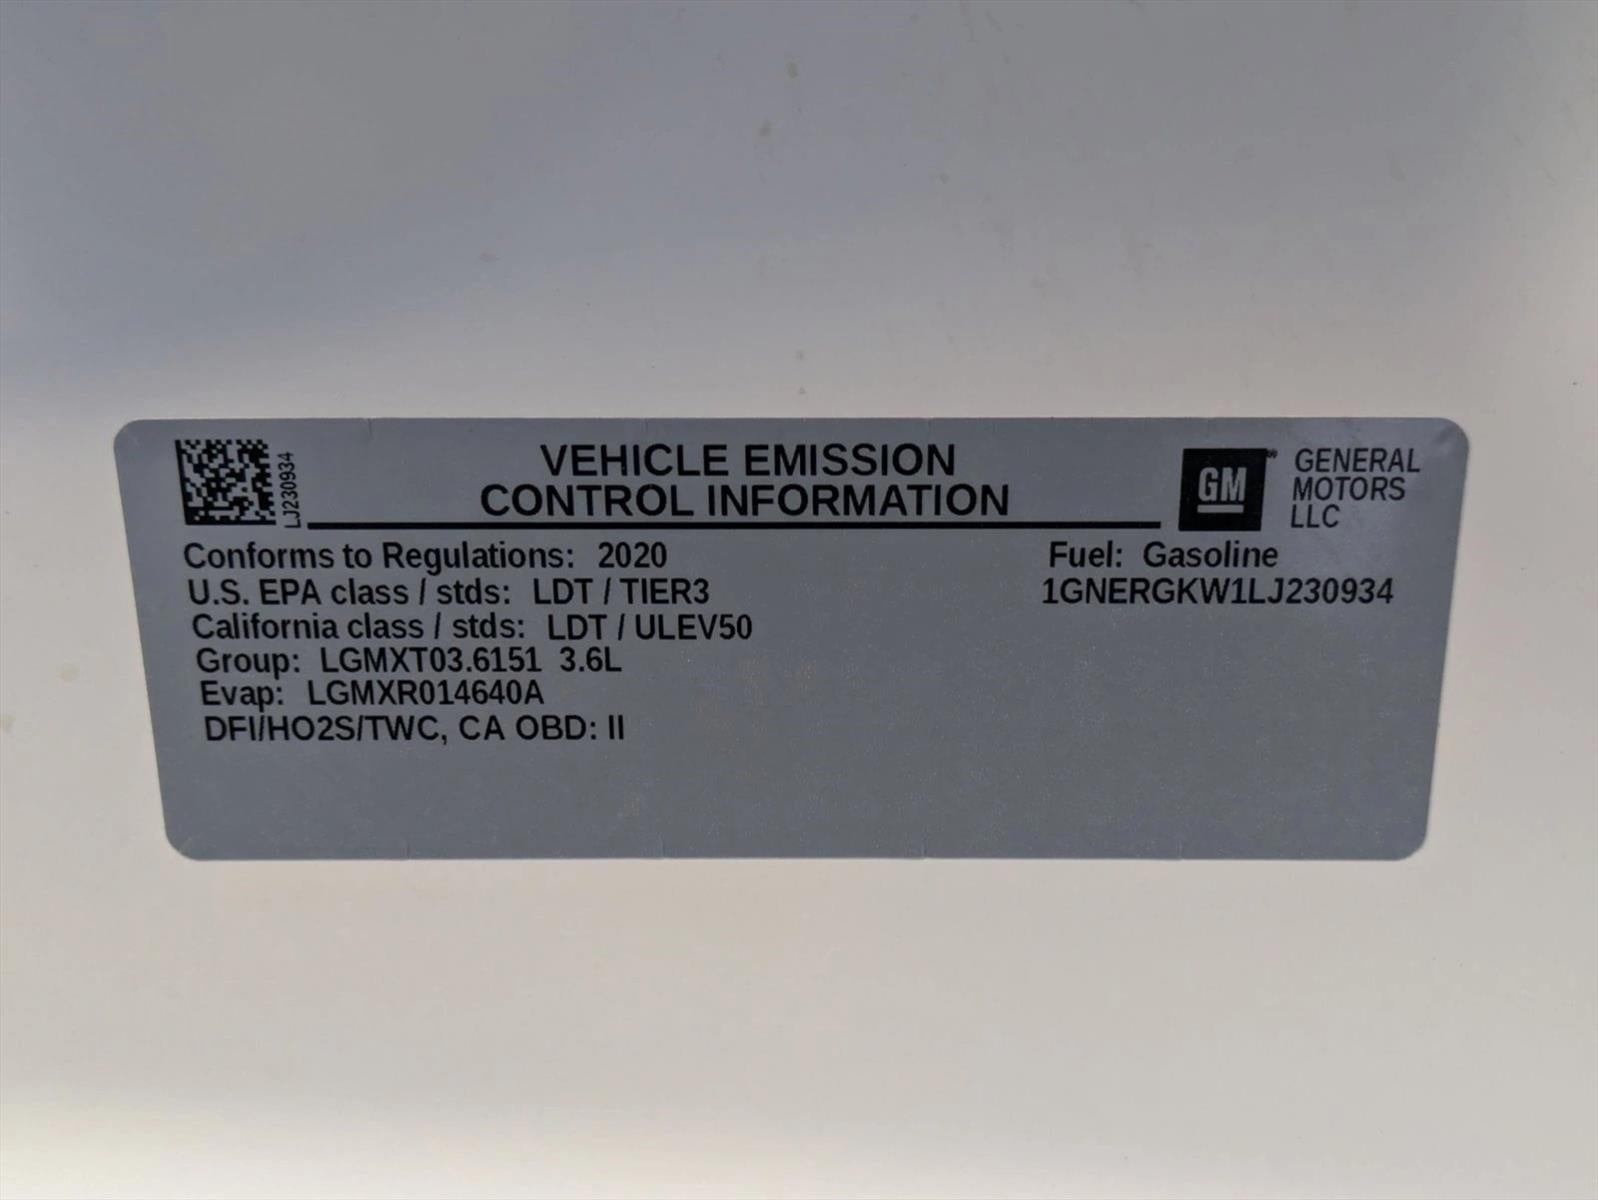 LJ230934
VEHICLE EMISSION
CONTROL INFORMATION
GM
GENERAL
MOTORS
LLC
Conforms to Regulations: 2020
Fuel: Gasoline
U.S. EPA class / stds: LDT / TIER3
1GNERGKW1LJ230934
California class / stds: LDT / ULEV50
Group: LGMXT03.6151 3.6L
Evap: LGMXR014640A
DFI/HO2S/TWC, CA OBD: II